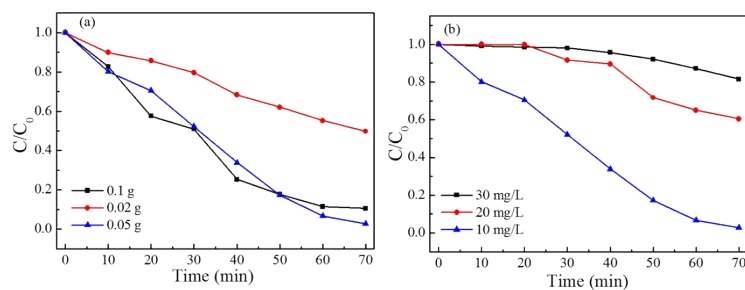 (a)
1.0
0.8
0.6
0.4
0.2
0.0
C/C0
0.1 g
0.02 g
0.05 g
0 10 20 30 40 50 60 70
Time (min)
(b)
1.0
0.8
0.6
0.4
0.2
0.0
C/C0
30 mg/L
20 mg/L
10 mg/L
0 10 20 30 40 50 60 70
Time (min)